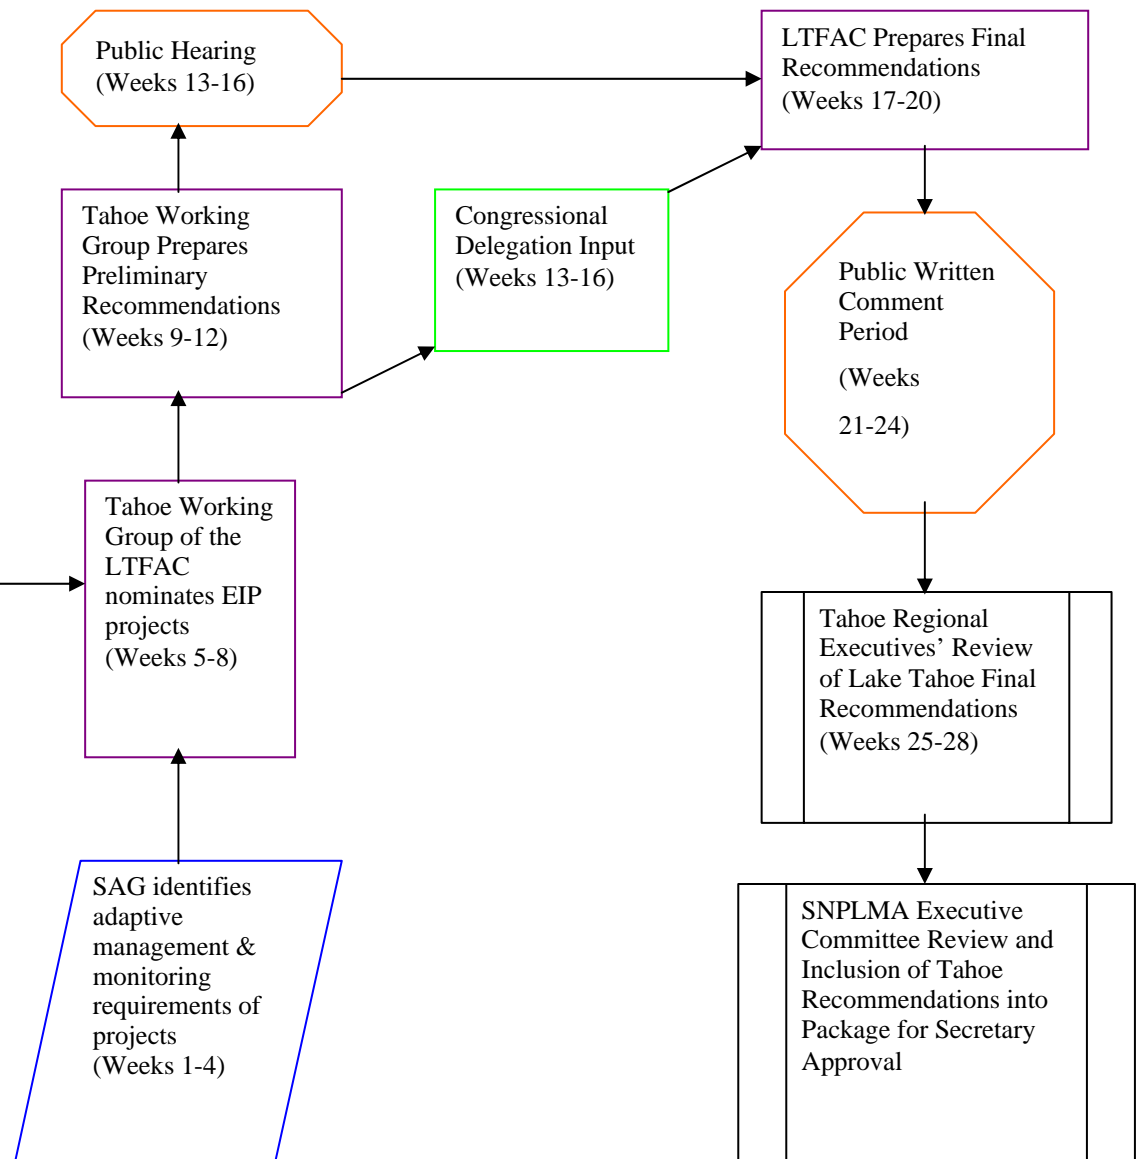 Public Hearing
(Weeks 13-16)
LTFAC Prepares Final
Recommendations
(Weeks 17-20)
Tahoe Working
Group Prepares
Preliminary
Recommendations
(Weeks 9-12)
Congressional
Delegation Input
(Weeks 13-16)
Public Written
Comment
Period
(Weeks
21-24)
Tahoe Working
Group of the
LTFAC
nominates EIP
projects
(Weeks 5-8)
Tahoe Regional
Executives’ Review
of Lake Tahoe Final
Recommendations
(Weeks 25-28)
SAG identifies
adaptive
management &
monitoring
requirements of
projects
(Weeks 1-4)
SNPLMA Executive
Committee Review and
Inclusion of Tahoe
Recommendations into
Package for Secretary
Approval